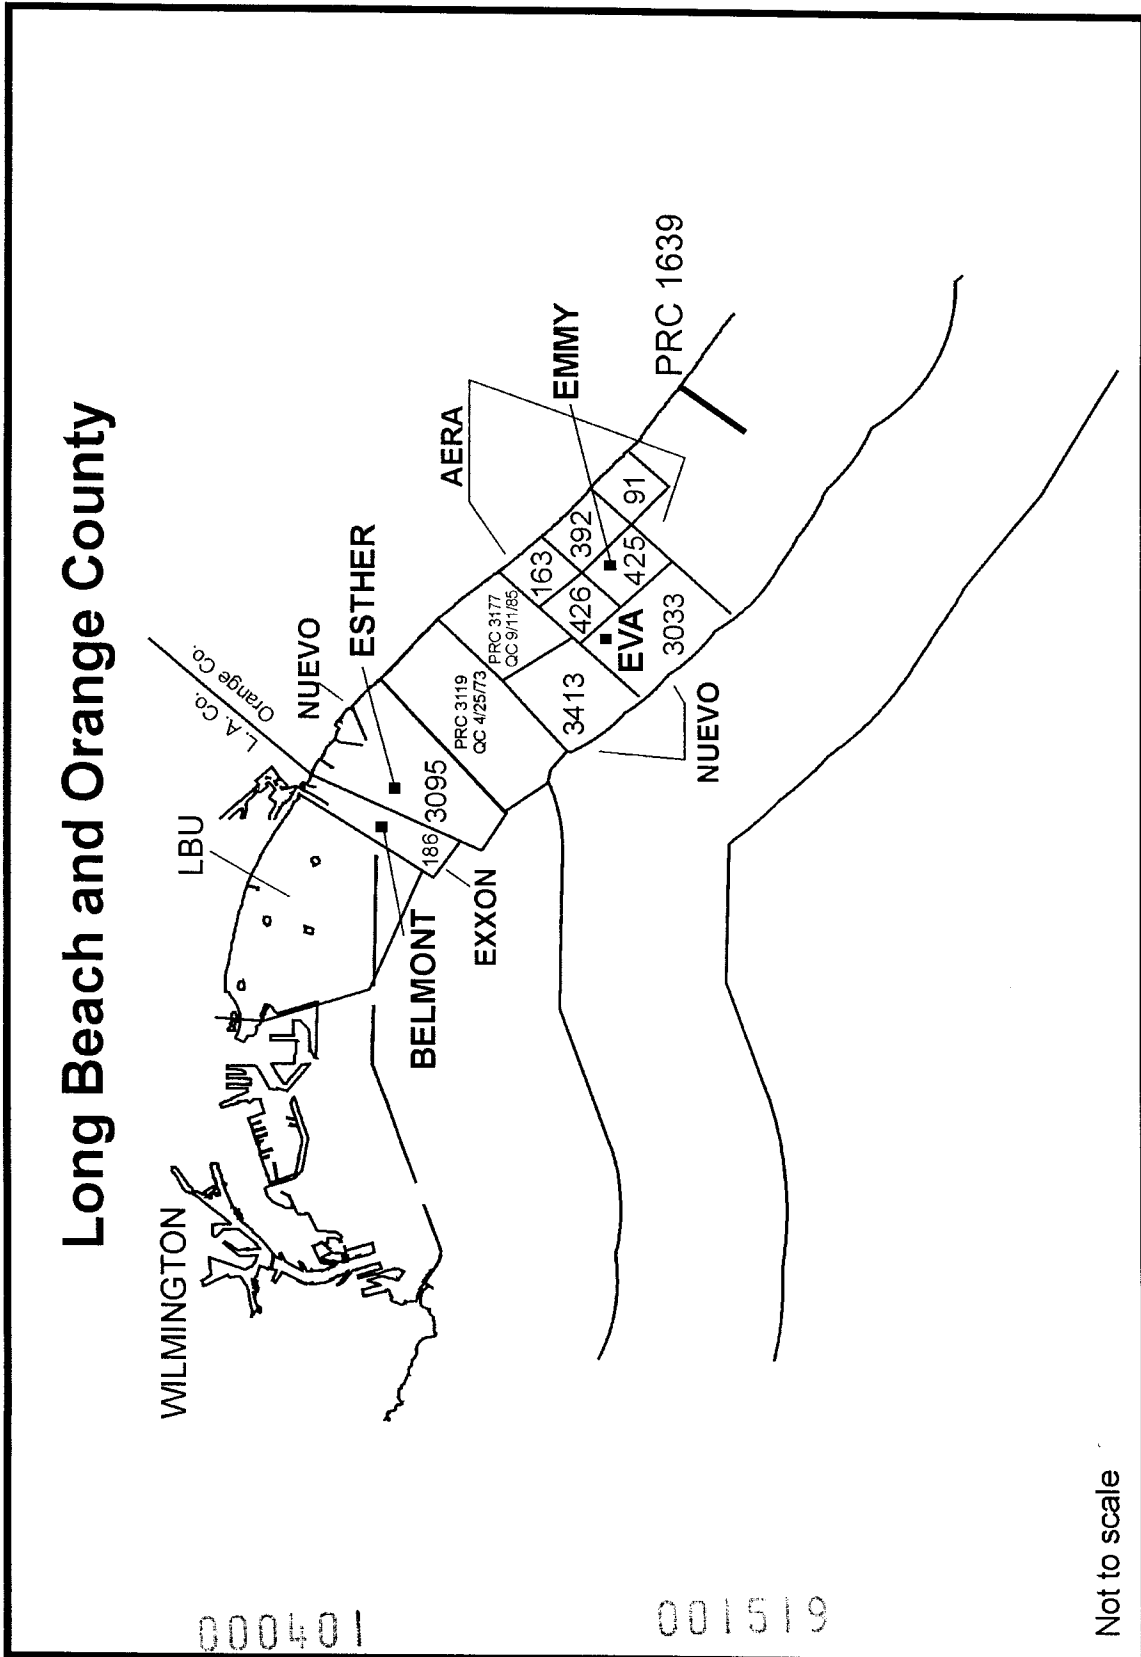 Long Beach and Orange County
WILMINGTON
LBU
L. A. Co.
Orange Co.
NUEVO
ESTHER
AERA
EMMY
PRC 1639
BELMONT
EXXON
186
3095
PRC 3119
QC 4/25/73
PRC 3177
QC 9/11/85
163
392
91
426
425
3413
EVA
3033
NUEVO
Not to scale
000401
001519